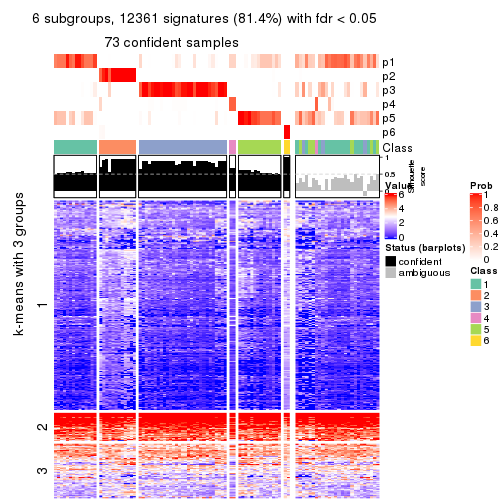 6 subgroups, 12361 signatures (81.4%) with fdr < 0.05
73 confident samples
p1
p2
p3
p4
p5
p6
Class
1
0.5
0
Silhouette
score
k-means with 3 groups
1
2
3
Value
6
4
2
0
Status (barplots)
confident
ambiguous
Prob
1
0.8
0.6
0.4
0.2
0
Class
1
2
3
4
5
6